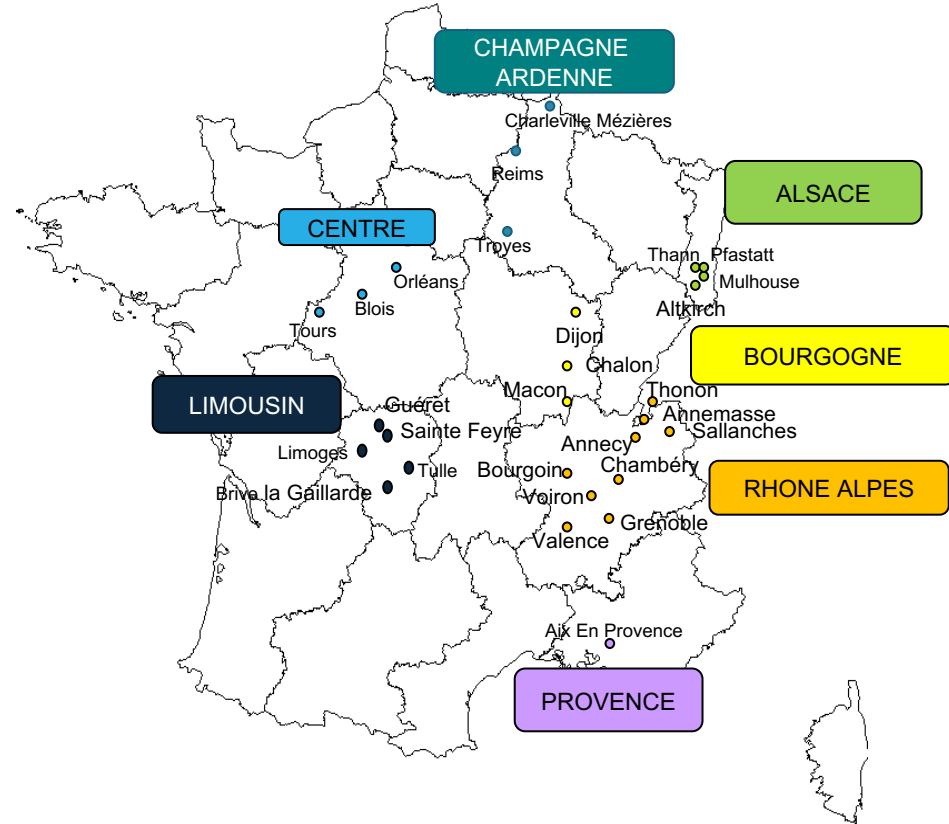 CHAMPAGNE
ARDENNE
Charleville Mézières
Reims
ALSACE
CENTRE
Troyes
Thann
Pfastatt
Orléans
Mulhouse
Blois
Altkirch
Tours
Dijon
BOURGOGNE
Chalon
Macon
Thonon
LIMOUSIN
Guéret
Annemasse
Sainte Feyre
Sallanches
Annecy
Limoges
Bourgoin
Chambéry
Tulle
RHONE ALPES
Brive la Gaillarde
Voiron
Grenoble
Valence
Aix En Provence
PROVENCE